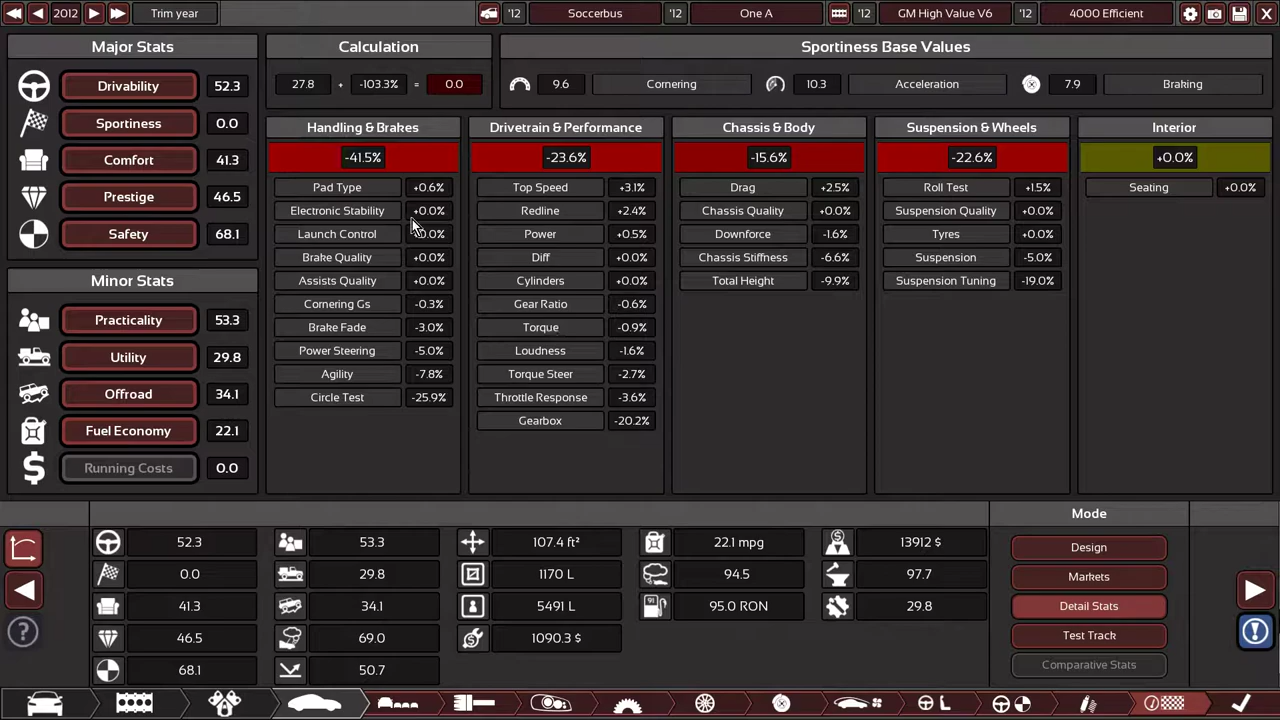 2012 Trim year '12 Soccerbus '12 One A '12 GM High Value V6 '12 4000 Efficient
Major Stats
Drivability 52.3
Sportiness 0.0
Comfort 41.3
Prestige 46.5
Safety 68.1
Minor Stats
Practicality 53.3
Utility 29.8
Offroad 34.1
Fuel Economy 22.1
$ Running Costs 0.0
Calculation
27.8 + -103.3% = 0.0
Sportiness Base Values
9.6 Cornering 10.3 Acceleration 7.9 Braking
Handling & Brakes
-41.5%
Pad Type +0.6%
Electronic Stability +0.0%
Launch Control +0.0%
Brake Quality +0.0%
Assists Quality +0.0%
Cornering Gs -0.3%
Brake Fade -3.0%
Power Steering -5.0%
Agility -7.8%
Circle Test -25.9%
Drivetrain & Performance
-23.6%
Top Speed +3.1%
Redline +2.4%
Power +0.5%
Diff +0.0%
Cylinders +0.0%
Gear Ratio -0.6%
Torque -0.9%
Loudness -1.6%
Torque Steer -2.7%
Throttle Response -3.6%
Gearbox -20.2%
Chassis & Body
-15.6%
Drag +2.5%
Chassis Quality +0.0%
Downforce -1.6%
Chassis Stiffness -6.6%
Total Height -9.9%
Suspension & Wheels
-22.6%
Roll Test +1.5%
Suspension Quality +0.0%
Tyres +0.0%
Suspension -5.0%
Suspension Tuning -19.0%
Interior
+0.0%
Seating +0.0%
52.3 53.3 107.4 ft² 22.1 mpg 13912 $
0.0 29.8 1170 L 94.5 97.7
41.3 34.1 5491 L 91 95.0 RON 29.8
46.5 69.0 1090.3 $
68.1 50.7
?
Mode
Design
Markets
Detail Stats
Test Track
Comparative Stats